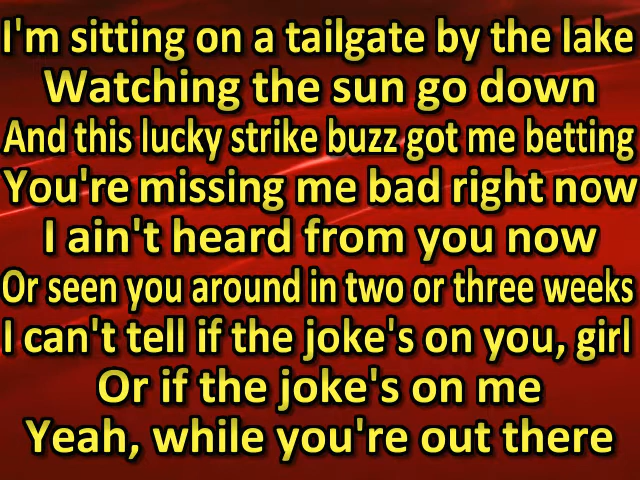 I'm sitting on a tailgate by the lake
Watching the sun go down
And this lucky strike buzz got me betting
You're missing me bad right now
I ain't heard from you now
Or seen you around in two or three weeks
I can't tell if the joke's on you, girl
Or if the joke's on me
Yeah, while you're out there